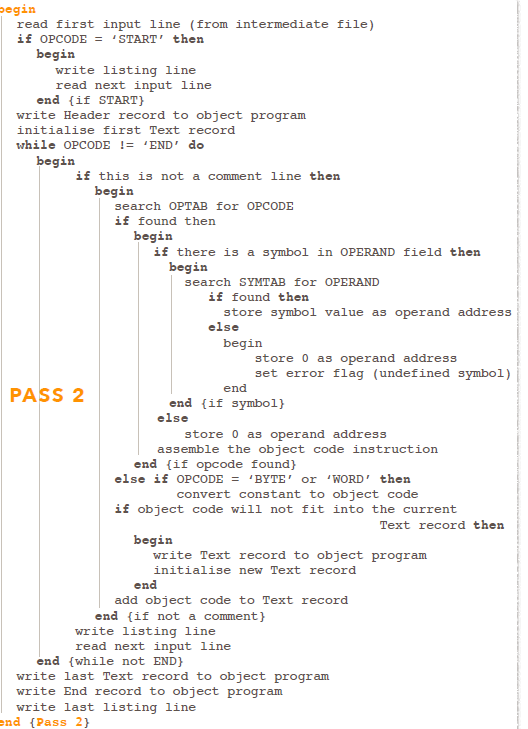 begin
read first input line (from intermediate file)
if OPCODE = ‘START’ then
begin
write listing line
read next input line
end {if START}
write Header record to object program
initialise first Text record
while OPCODE != ‘END’ do
begin
if this is not a comment line then
begin
search OPTAB for OPCODE
if found then
begin
if there is a symbol in OPERAND field then
begin
search SYMTAB for OPERAND
if found then
store symbol value as operand address
else
begin
store 0 as operand address
set error flag (undefined symbol)
end
PASS 2
end {if symbol}
else
store 0 as operand address
assemble the object code instruction
end {if opcode found}
else if OPCODE = ‘BYTE’ or ‘WORD’ then
convert constant to object code
if object code will not fit into the current
Text record then
begin
write Text record to object program
initialise new Text record
end
add object code to Text record
end {if not a comment}
write listing line
read next input line
end {while not END}
write last Text record to object program
write End record to object program
write last listing line
end {Pass 2}